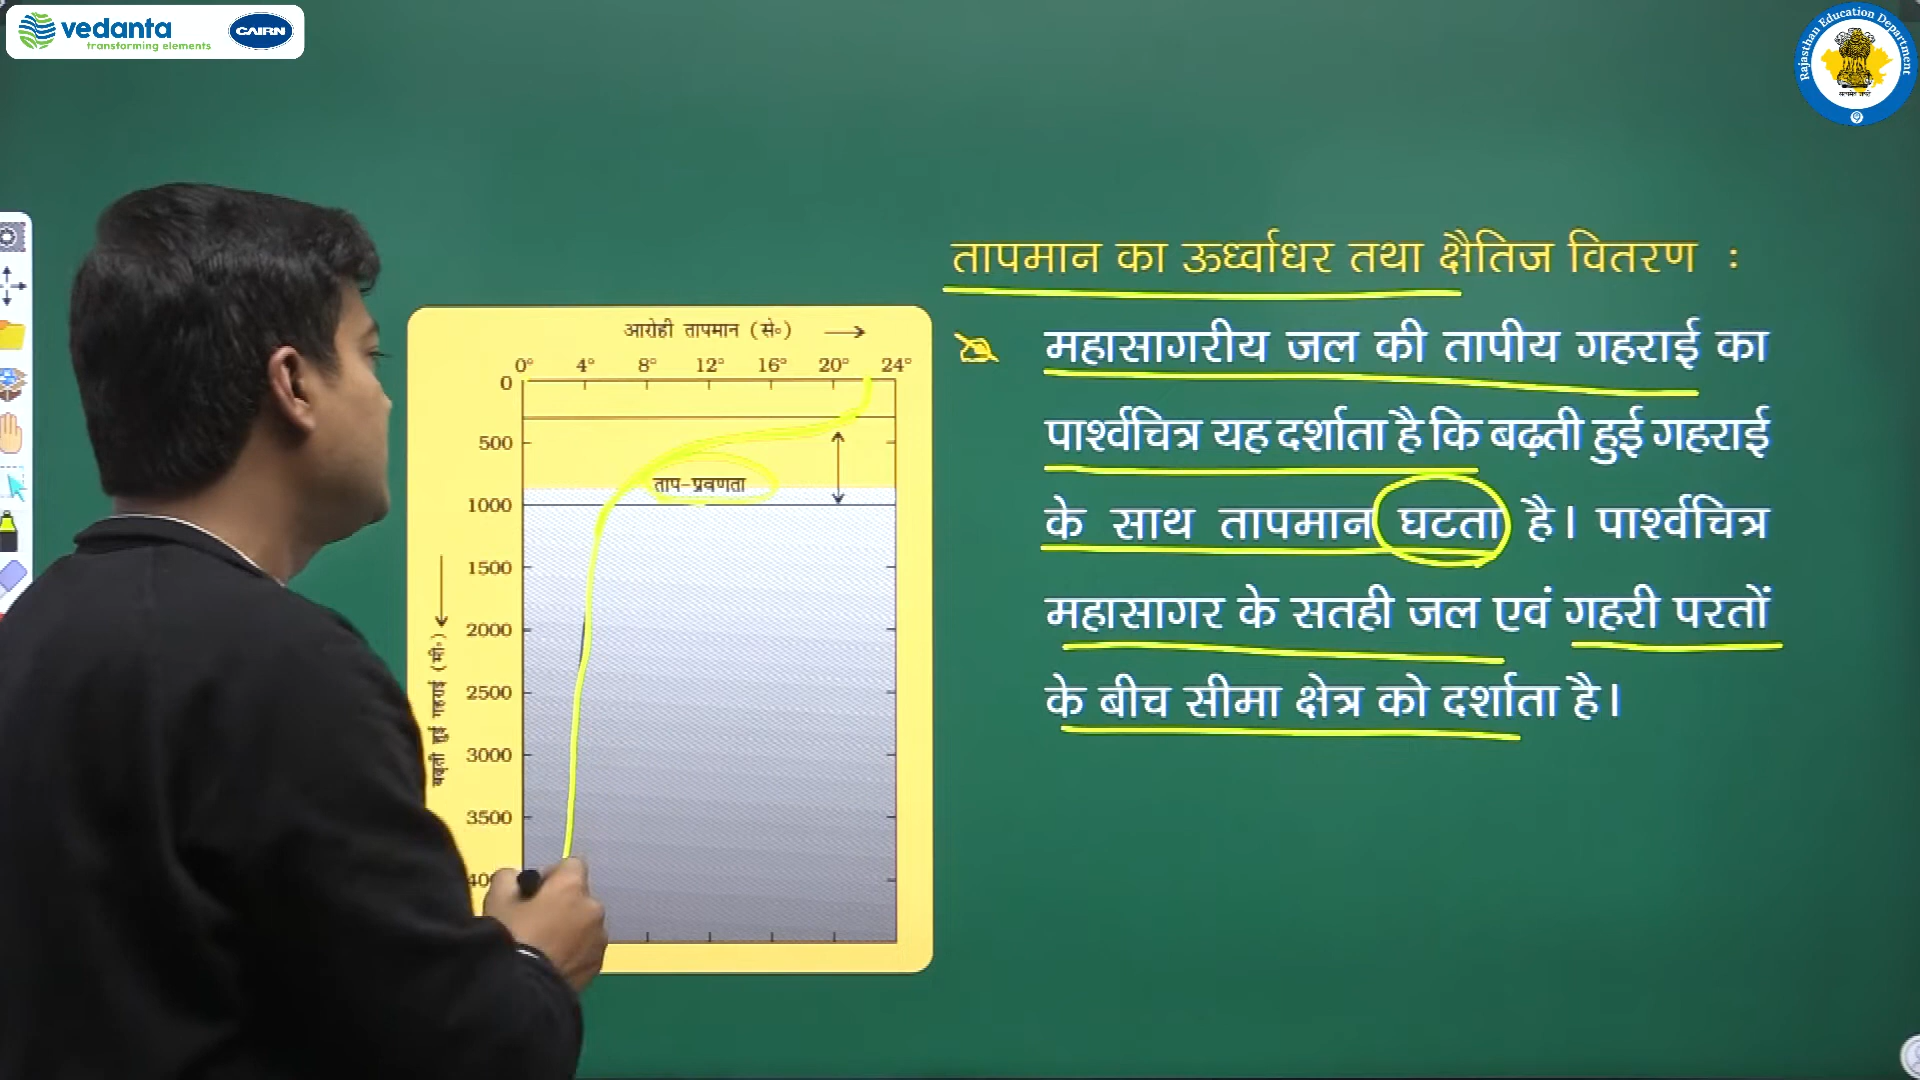 vedanta
transforming elements
CAIRN
Rajasthan Education Department
तापमान का ऊर्ध्वाधर तथा क्षैतिज वितरण :
महासागरीय जल की तापीय गहराई का
पार्श्वचित्र यह दर्शाता है कि बढ़ती हुई गहराई
के साथ तापमान घटता है। पार्श्वचित्र
महासागर के सतही जल एवं गहरी परतों
के बीच सीमा क्षेत्र को दर्शाता है।
आरोही तापमान (से०)
0° 4° 8° 12° 16° 20° 24°
0
500
ताप-प्रवणता
1000
1500
2000
2500
3000
3500
बढ़ती हुई गहराई (मी०)